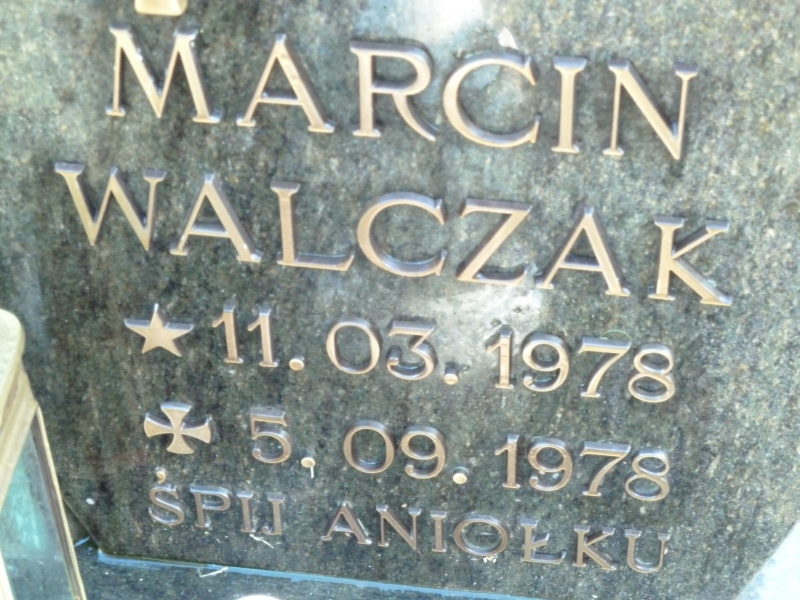 MARCIN
WALCZAK
★ 11.03.1978
✠ 5.09.1978
ŚPIJ ANIOŁKU